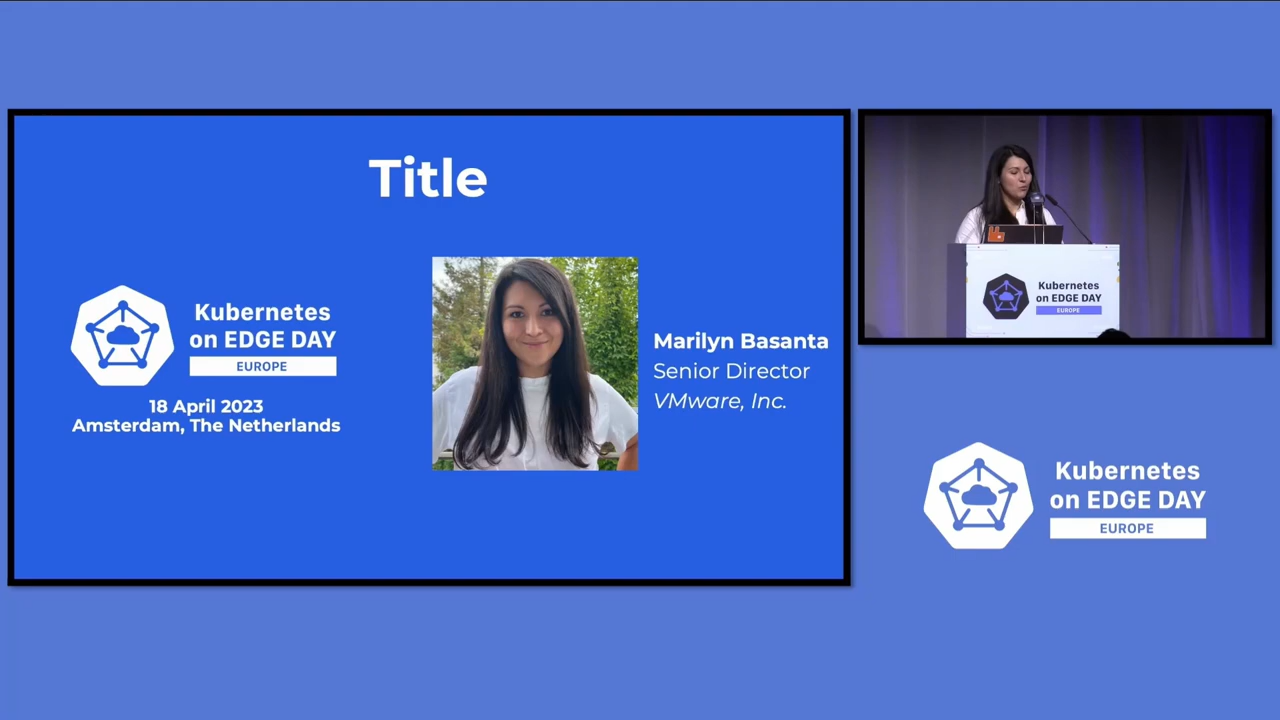 Title
Kubernetes
on EDGE DAY
EUROPE
18 April 2023
Amsterdam, The Netherlands
Marilyn Basanta
Senior Director
VMware, Inc.
Kubernetes
on EDGE DAY
EUROPE
Kubernetes
on EDGE DAY
EUROPE